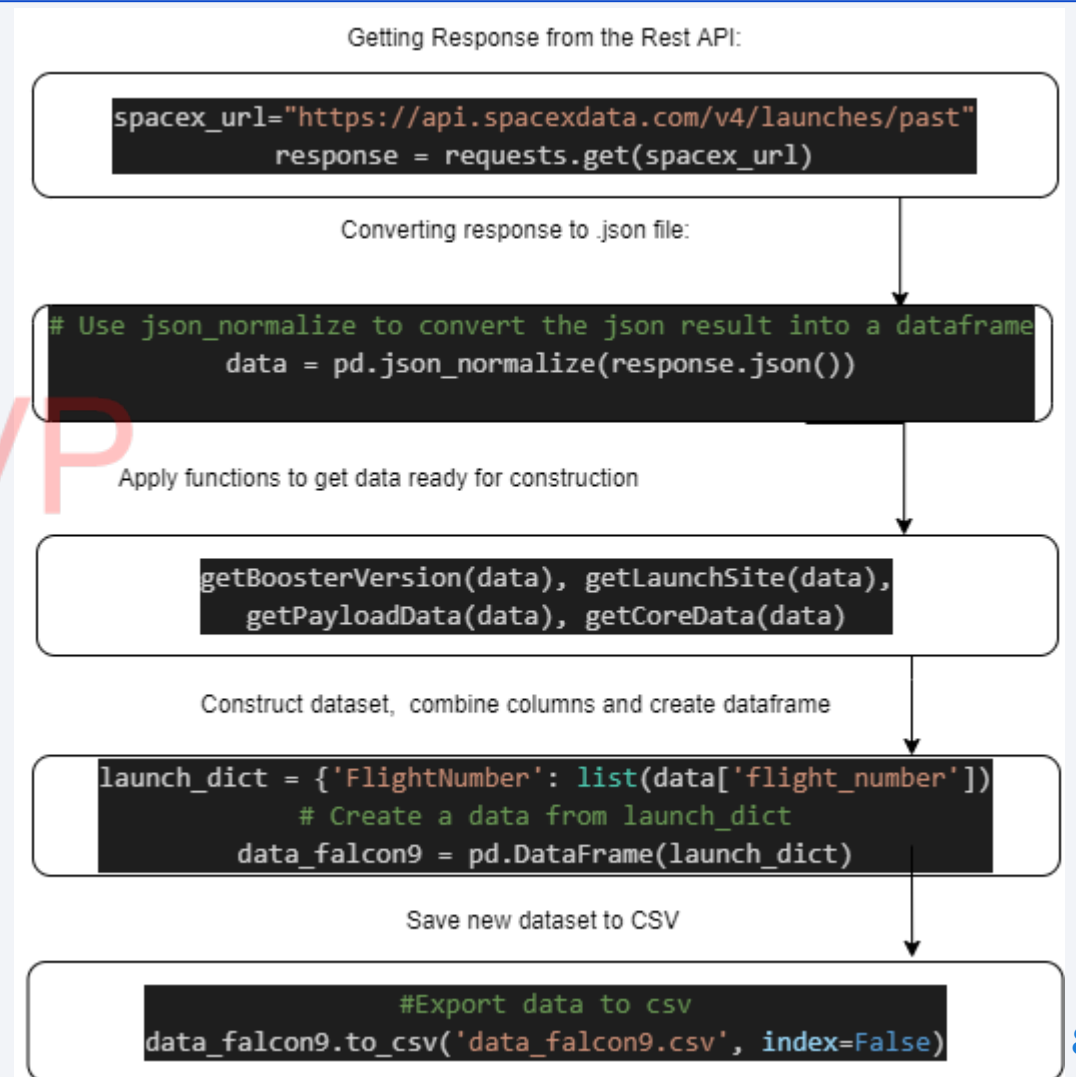 Getting Response from the Rest API:
spacex_url="https://api.spacexdata.com/v4/launches/past"
response = requests.get(spacex_url)
Converting response to .json file:
# Use json_normalize to convert the json result into a dataframe
data = pd.json_normalize(response.json())
Apply functions to get data ready for construction
getBoosterVersion(data), getLaunchSite(data),
getPayloadData(data), getCoreData(data)
Construct dataset,  combine columns and create dataframe
launch_dict = {'FlightNumber': list(data['flight_number'])
# Create a data from launch_dict
data_falcon9 = pd.DataFrame(launch_dict)
Save new dataset to CSV
#Export data to csv
data_falcon9.to_csv('data_falcon9.csv', index=False)